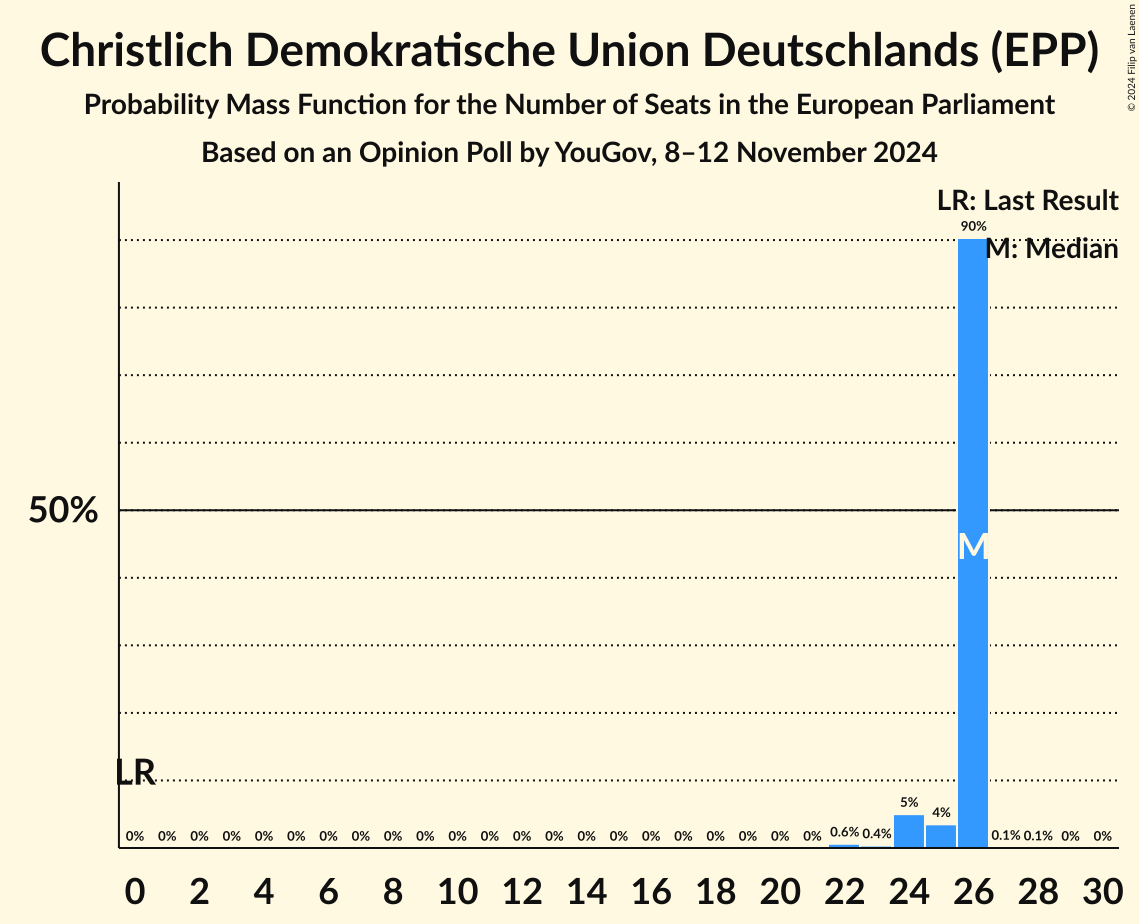 Christlich Demokratische Union Deutschlands (EPP)
Probability Mass Function for the Number of Seats in the European Parliament
Based on an Opinion Poll by YouGov, 8–12 November 2024
© 2024 Filip van Laenen
LR: Last Result
M: Median
90%
50%
M
LR
0% 0% 0% 0% 0% 0% 0% 0% 0% 0% 0% 0% 0% 0% 0% 0% 0% 0% 0% 0% 0% 0% 0.6% 0.4% 5% 4% 0.1% 0.1% 0% 0%
0 2 4 6 8 10 12 14 16 18 20 22 24 26 28 30